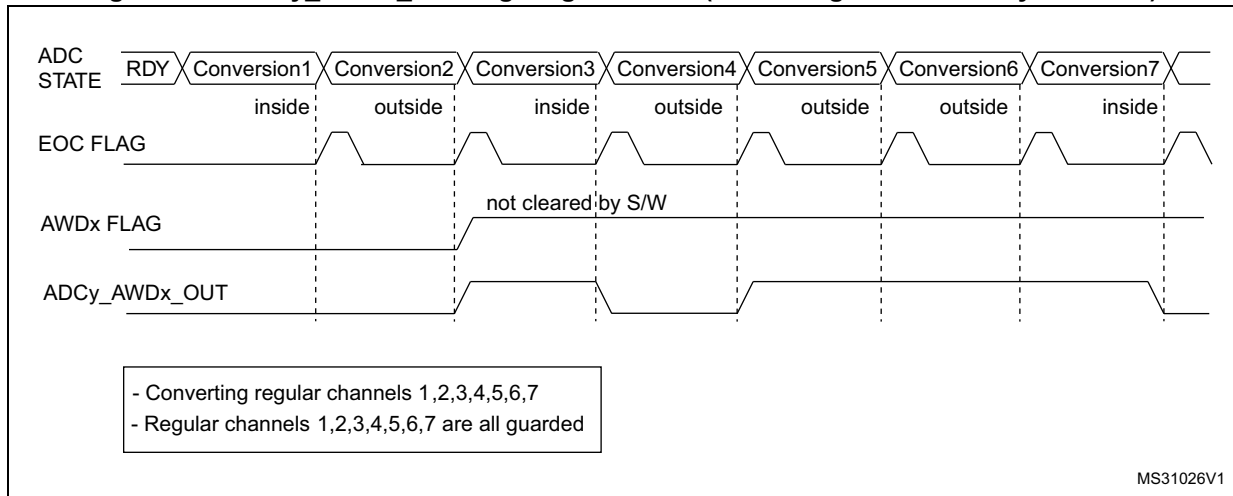 ADC STATE
RDY Conversion1 Conversion2 Conversion3 Conversion4 Conversion5 Conversion6 Conversion7
inside outside inside outside outside outside inside
EOC FLAG
not cleared by S/W
AWDx FLAG
ADCy_AWDx_OUT
- Converting regular channels 1,2,3,4,5,6,7
- Regular channels 1,2,3,4,5,6,7 are all guarded
MS31026V1